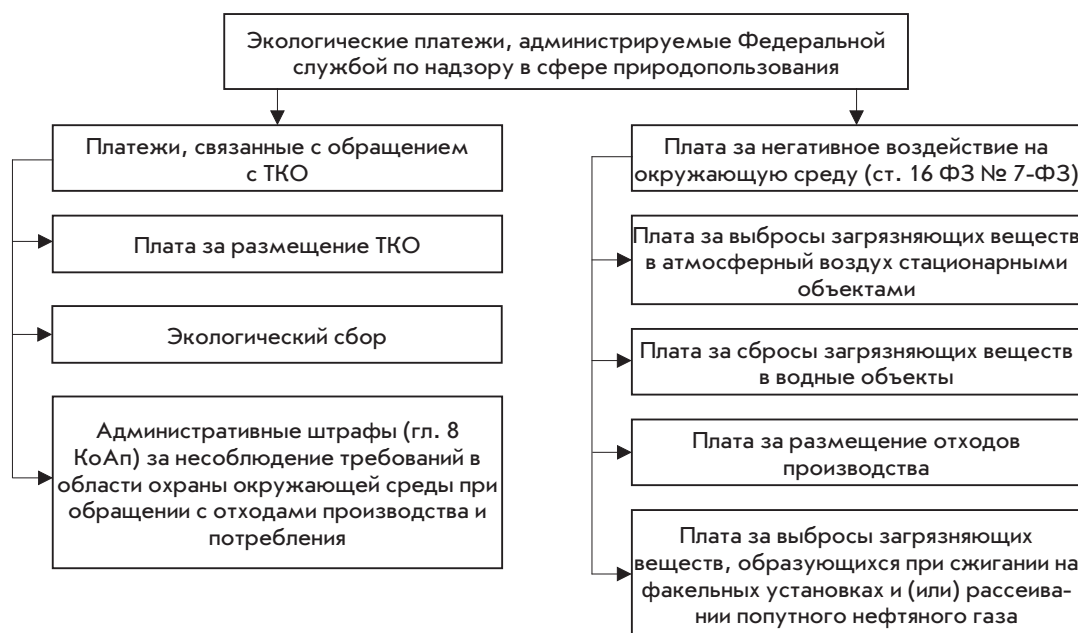 Экологические платежи, администрируемые Федеральной
службой по надзору в сфере природопользования
Платежи, связанные с обращением
с ТКО
Плата за размещение ТКО
Экологический сбор
Административные штрафы (гл. 8
КоАп) за несоблюдение требований в
области охраны окружающей среды при
обращении с отходами производства и
потребления
Плата за негативное воздействие на
окружающую среду (ст. 16 ФЗ № 7-ФЗ)
Плата за выбросы загрязняющих веществ
в атмосферный воздух стационарными
объектами
Плата за сбросы загрязняющих веществ
в водные объекты
Плата за размещение отходов
производства
Плата за выбросы загрязняющих
веществ, образующихся при сжигании на
факельных установках и (или) рассеива-
нии попутного нефтяного газа